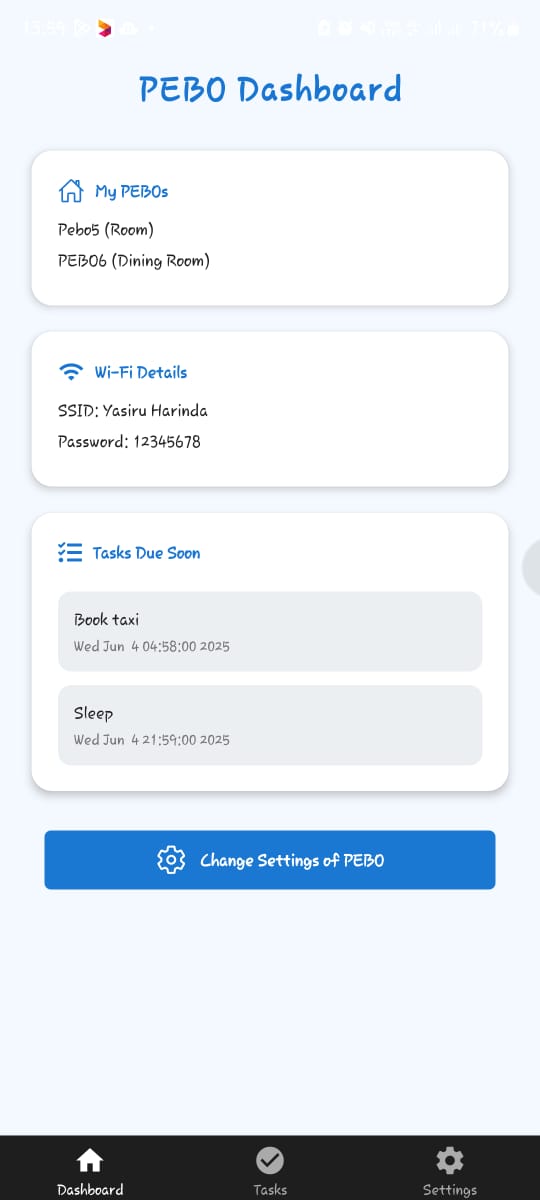 13:59
71%
PEBO Dashboard
My PEBOs
Pebo5 (Room)
PEBO6 (Dining Room)
Wi-Fi Details
SSID: Yasiru Harinda
Password: 12345678
Tasks Due Soon
Book taxi
Wed Jun 4 04:58:00 2025
Sleep
Wed Jun 4 21:59:00 2025
Change Settings of PEBO
Dashboard
Tasks
Settings